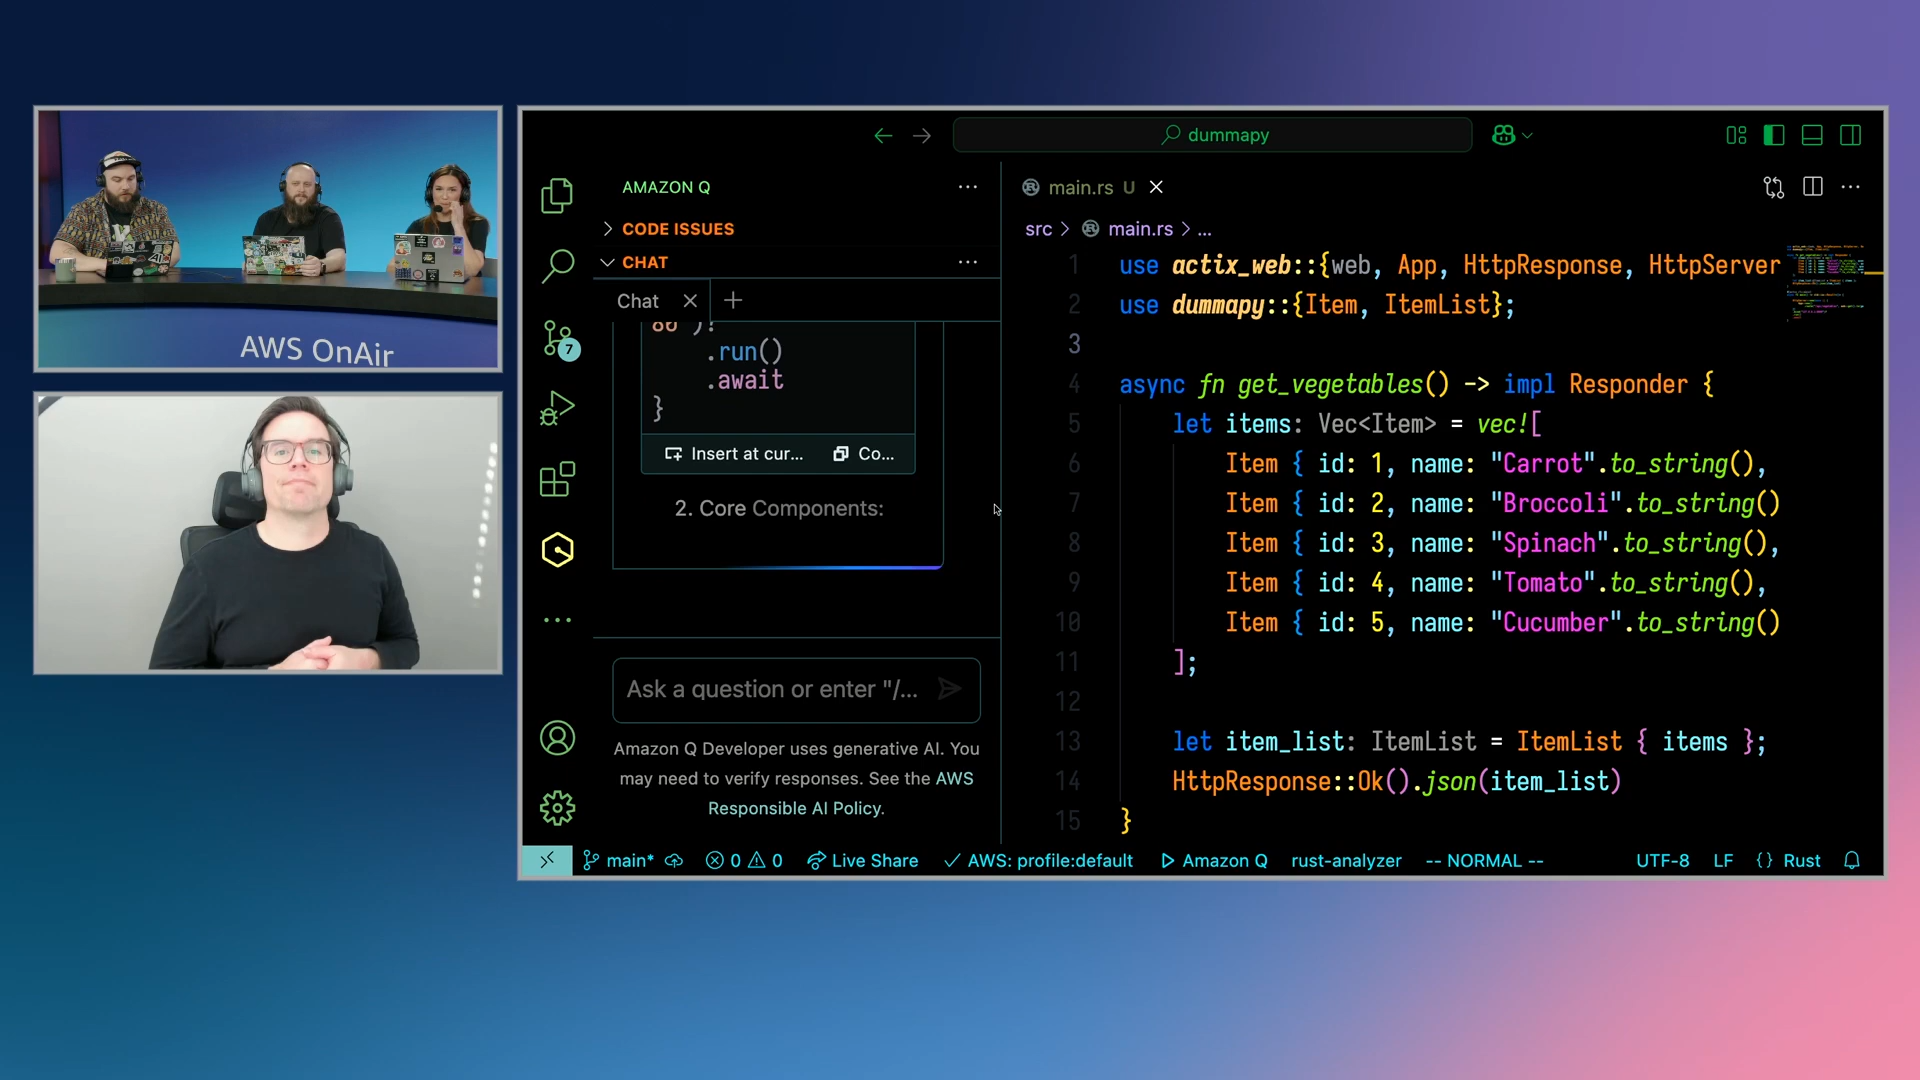 AWS OnAir
dummapy
AMAZON Q
CODE ISSUES
CHAT
Chat
.run()
.await
}
Insert at cur...
Co...
2. Core Components:
Ask a question or enter "/...
Amazon Q Developer uses generative AI. You
may need to verify responses. See the AWS
Responsible AI Policy.
7
main.rs U
src > main.rs > ...
1 use actix_web::{web, App, HttpResponse, HttpServer
2 use dummapy::{Item, ItemList};
3
4 async fn get_vegetables() -> impl Responder {
5 let items: Vec<Item> = vec![
6 Item { id: 1, name: "Carrot".to_string(),
7 Item { id: 2, name: "Broccoli".to_string()
8 Item { id: 3, name: "Spinach".to_string(),
9 Item { id: 4, name: "Tomato".to_string(),
10 Item { id: 5, name: "Cucumber".to_string()
11 ];
12
13 let item_list: ItemList = ItemList { items };
14 HttpResponse::Ok().json(item_list)
15 }
main* 0 0 Live Share AWS: profile:default Amazon Q rust-analyzer -- NORMAL -- UTF-8 LF {} Rust